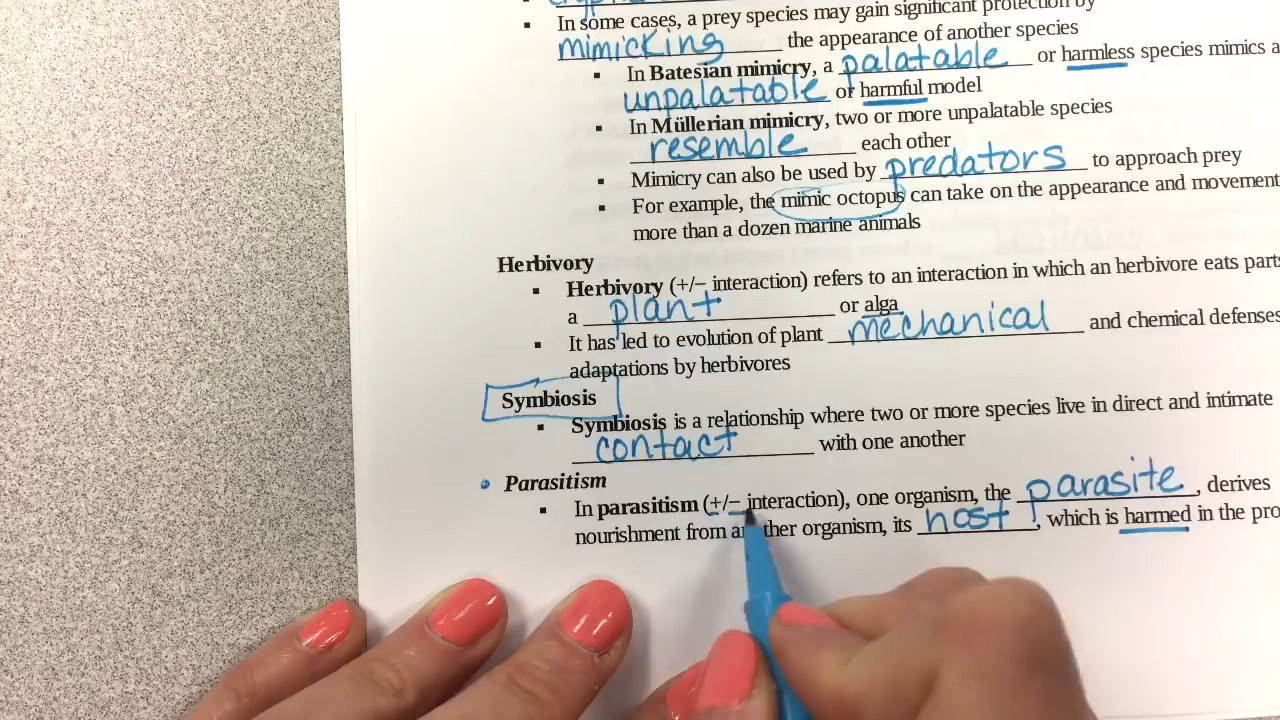 In some cases, a prey species may gain significant protection by
mimicking the appearance of another species
In Batesian mimicry, a palatable or harmless species mimics a
unpalatable or harmful model
In Müllerian mimicry, two or more unpalatable species
resemble each other
Mimicry can also be used by predators to approach prey
For example, the mimic octopus can take on the appearance and movement
more than a dozen marine animals
Herbivory
Herbivory (+/− interaction) refers to an interaction in which an herbivore eats parts
a plant or alga
It has led to evolution of plant mechanical and chemical defenses
adaptations by herbivores
Symbiosis
Symbiosis is a relationship where two or more species live in direct and intimate
contact with one another
Parasitism
In parasitism (+/− interaction), one organism, the parasite, derives
nourishment from another organism, its host, which is harmed in the pro